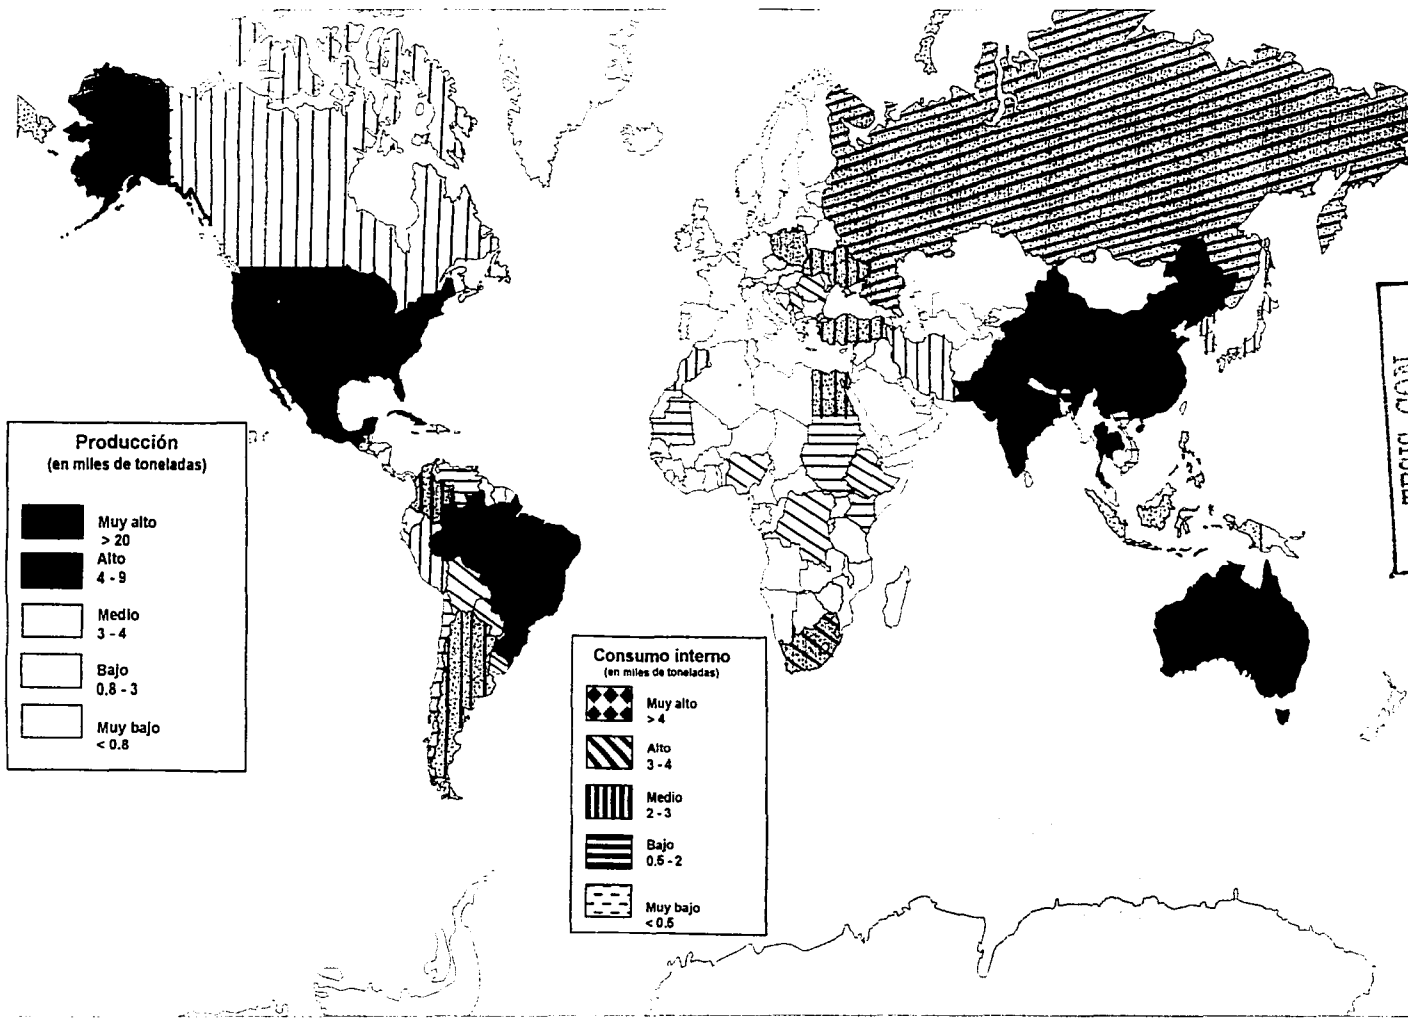 Producción
(en miles de toneladas)
Muy alto
> 20
Alto
4 - 9
Medio
3 - 4
Bajo
0.8 - 3
Muy bajo
< 0.8
Consumo interno
(en miles de toneladas)
Muy alto
> 4
Alto
3 - 4
Medio
2 - 3
Bajo
0.5 - 2
Muy bajo
< 0.5